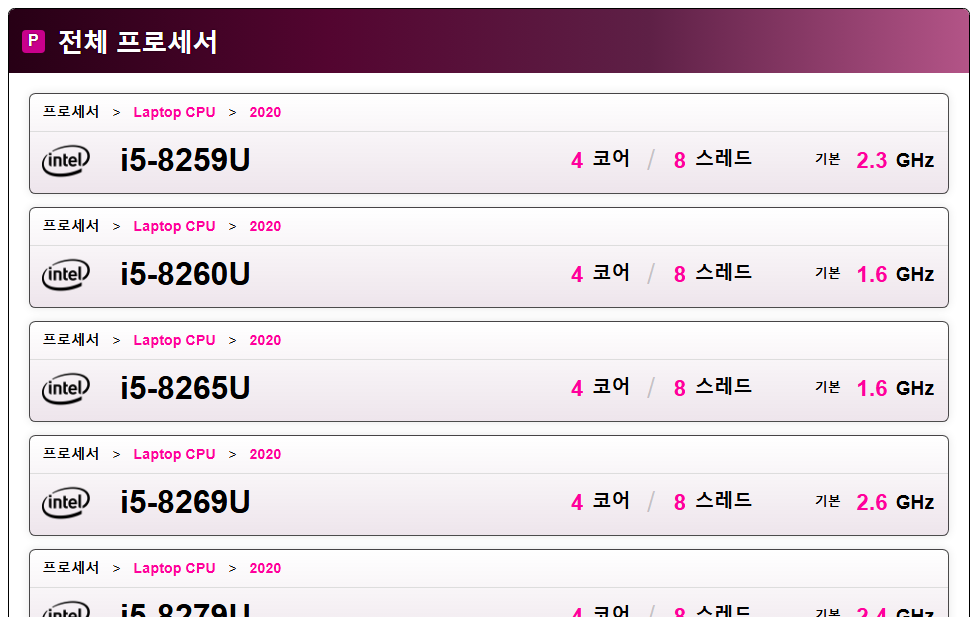 P 전체 프로세서
프로세서 > Laptop CPU > 2020
intel i5-8259U 4 코어 / 8 스레드 기본 2.3 GHz
프로세서 > Laptop CPU > 2020
intel i5-8260U 4 코어 / 8 스레드 기본 1.6 GHz
프로세서 > Laptop CPU > 2020
intel i5-8265U 4 코어 / 8 스레드 기본 1.6 GHz
프로세서 > Laptop CPU > 2020
intel i5-8269U 4 코어 / 8 스레드 기본 2.6 GHz
프로세서 > Laptop CPU > 2020
intel i5-8279U 4 코어 / 8 스레드 기본 2.4 GHz